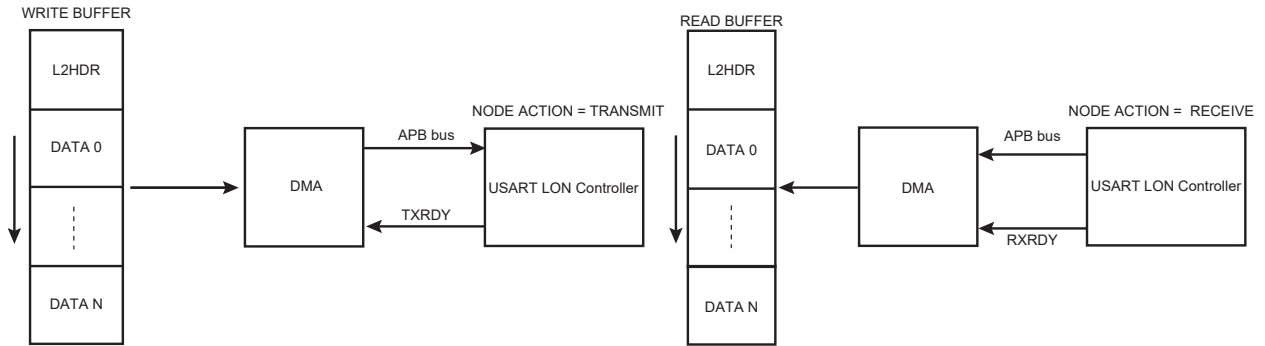 WRITE BUFFER
L2HDR
DATA 0
DATA N
DMA
APB bus
TXRDY
NODE ACTION = TRANSMIT
USART LON Controller
READ BUFFER
L2HDR
DATA 0
DATA N
DMA
APB bus
RXRDY
NODE ACTION = RECEIVE
USART LON Controller